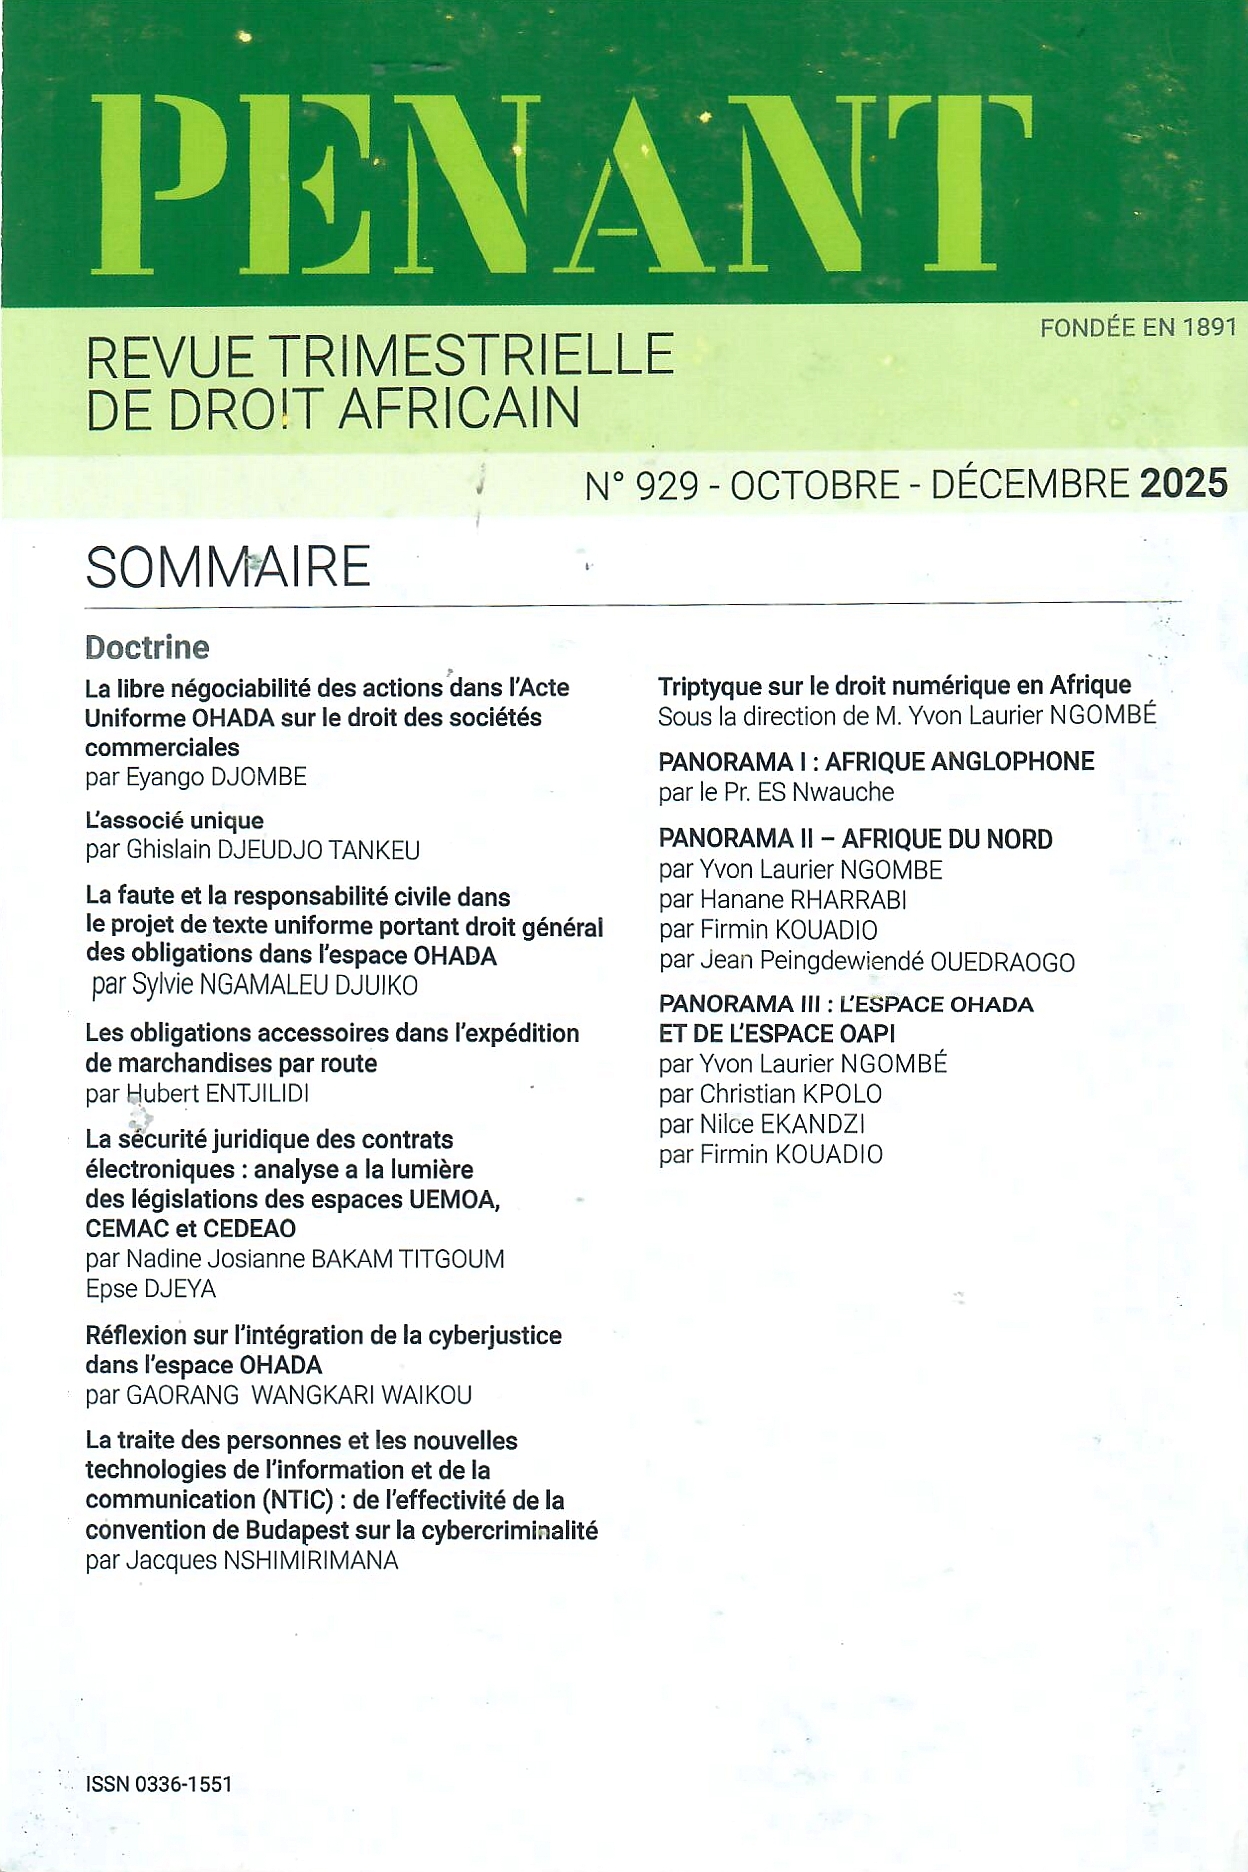 PENANT
FONDÉE EN 1891
REVUE TRIMESTRIELLE
DE DROIT AFRICAIN
N° 929 - OCTOBRE - DÉCEMBRE 2025
SOMMAIRE
Doctrine
La libre négociabilité des actions dans l'Acte
Uniforme OHADA sur le droit des sociétés
commerciales
par Eyango DJOMBE
L'associé unique
par Ghislain DJEUDJO TANKEU
La faute et la responsabilité civile dans
le projet de texte uniforme portant droit général
des obligations dans l'espace OHADA
par Sylvie NGAMALEU DJUIKO
Les obligations accessoires dans l'expédition
de marchandises par route
par Hubert ENTJILIDI
La sécurité juridique des contrats
électroniques : analyse a la lumière
des législations des espaces UEMOA,
CEMAC et CEDEAO
par Nadine Josianne BAKAM TITGOUM
Epse DJEYA
Réflexion sur l'intégration de la cyberjustice
dans l'espace OHADA
par GAORANG WANGKARI WAIKOU
La traite des personnes et les nouvelles
technologies de l'information et de la
communication (NTIC) : de l'effectivité de la
convention de Budapest sur la cybercriminalité
par Jacques NSHIMIRIMANA
Triptyque sur le droit numérique en Afrique
Sous la direction de M. Yvon Laurier NGOMBÉ
PANORAMA I : AFRIQUE ANGLOPHONE
par le Pr. ES Nwauche
PANORAMA II – AFRIQUE DU NORD
par Yvon Laurier NGOMBE
par Hanane RHARRABI
par Firmin KOUADIO
par Jean Peingdewiendé OUEDRAOGO
PANORAMA III : L'ESPACE OHADA
ET DE L'ESPACE OAPI
par Yvon Laurier NGOMBÉ
par Christian KPOLO
par Nilce EKANDZI
par Firmin KOUADIO
ISSN 0336-1551